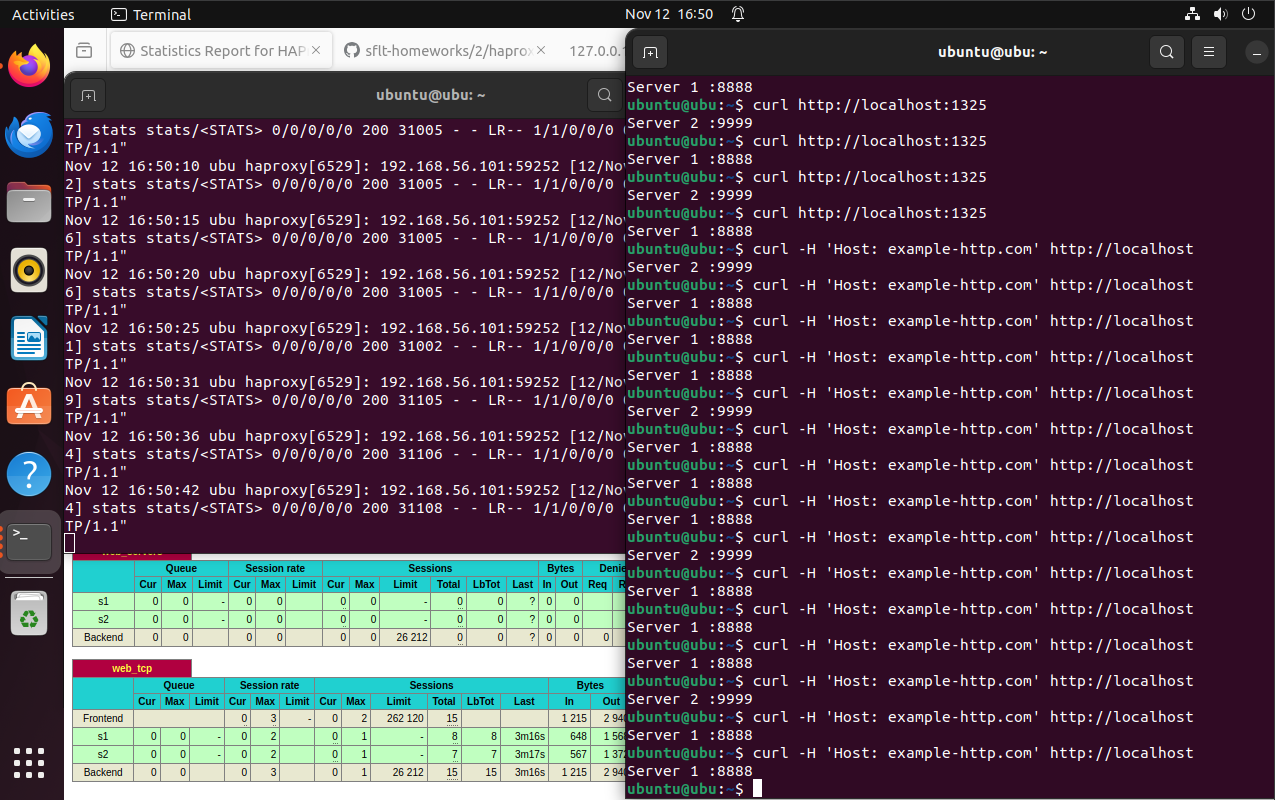 Activities
Terminal
Nov 12 16:50
Statistics Report for HAP
sflt-homeworks/2/haprox
127.0.0.1
ubuntu@ubu: ~
7] stats stats/<STATS> 0/0/0/0/0 200 31005 - - LR-- 1/1/0/0/0
TP/1.1"
Nov 12 16:50:10 ubu haproxy[6529]: 192.168.56.101:59252 [12/Nov
2] stats stats/<STATS> 0/0/0/0/0 200 31005 - - LR-- 1/1/0/0/0
TP/1.1"
Nov 12 16:50:15 ubu haproxy[6529]: 192.168.56.101:59252 [12/Nov
6] stats stats/<STATS> 0/0/0/0/0 200 31005 - - LR-- 1/1/0/0/0
TP/1.1"
Nov 12 16:50:20 ubu haproxy[6529]: 192.168.56.101:59252 [12/Nov
6] stats stats/<STATS> 0/0/0/0/0 200 31005 - - LR-- 1/1/0/0/0
TP/1.1"
Nov 12 16:50:25 ubu haproxy[6529]: 192.168.56.101:59252 [12/Nov
1] stats stats/<STATS> 0/0/0/0/0 200 31002 - - LR-- 1/1/0/0/0
TP/1.1"
Nov 12 16:50:31 ubu haproxy[6529]: 192.168.56.101:59252 [12/Nov
9] stats stats/<STATS> 0/0/0/0/0 200 31105 - - LR-- 1/1/0/0/0
TP/1.1"
Nov 12 16:50:36 ubu haproxy[6529]: 192.168.56.101:59252 [12/Nov
4] stats stats/<STATS> 0/0/0/0/0 200 31106 - - LR-- 1/1/0/0/0
TP/1.1"
Nov 12 16:50:42 ubu haproxy[6529]: 192.168.56.101:59252 [12/Nov
4] stats stats/<STATS> 0/0/0/0/0 200 31108 - - LR-- 1/1/0/0/0
TP/1.1"
web_servers
Queue Session rate Sessions Bytes Denie
Cur Max Limit Cur Max Limit Cur Max Limit Total LbTot Last In Out Req R
s1 0 0 - 0 0 0 0 - 0 0 ? 0 0
s2 0 0 - 0 0 0 0 - 0 0 ? 0 0
Backend 0 0 0 0 0 0 26 212 0 0 ? 0 0 0
web_tcp
Queue Session rate Sessions Bytes
Cur Max Limit Cur Max Limit Cur Max Limit Total LbTot Last In Out
Frontend 0 3 - 0 2 262 120 15 1 215 2 940
s1 0 0 - 0 2 0 1 - 8 8 3m16s 648 1 568
s2 0 0 - 0 2 0 1 - 7 7 3m17s 567 1 372
Backend 0 0 0 3 0 1 26 212 15 15 3m16s 1 215 2 940
ubuntu@ubu: ~
Server 1 :8888
ubuntu@ubu:~$ curl http://localhost:1325
Server 2 :9999
ubuntu@ubu:~$ curl http://localhost:1325
Server 1 :8888
ubuntu@ubu:~$ curl http://localhost:1325
Server 2 :9999
ubuntu@ubu:~$ curl http://localhost:1325
Server 1 :8888
ubuntu@ubu:~$ curl -H 'Host: example-http.com' http://localhost
Server 2 :9999
ubuntu@ubu:~$ curl -H 'Host: example-http.com' http://localhost
Server 1 :8888
ubuntu@ubu:~$ curl -H 'Host: example-http.com' http://localhost
Server 1 :8888
ubuntu@ubu:~$ curl -H 'Host: example-http.com' http://localhost
Server 1 :8888
ubuntu@ubu:~$ curl -H 'Host: example-http.com' http://localhost
Server 2 :9999
ubuntu@ubu:~$ curl -H 'Host: example-http.com' http://localhost
Server 1 :8888
ubuntu@ubu:~$ curl -H 'Host: example-http.com' http://localhost
Server 1 :8888
ubuntu@ubu:~$ curl -H 'Host: example-http.com' http://localhost
Server 1 :8888
ubuntu@ubu:~$ curl -H 'Host: example-http.com' http://localhost
Server 2 :9999
ubuntu@ubu:~$ curl -H 'Host: example-http.com' http://localhost
Server 1 :8888
ubuntu@ubu:~$ curl -H 'Host: example-http.com' http://localhost
Server 1 :8888
ubuntu@ubu:~$ curl -H 'Host: example-http.com' http://localhost
Server 1 :8888
ubuntu@ubu:~$ curl -H 'Host: example-http.com' http://localhost
Server 2 :9999
ubuntu@ubu:~$ curl -H 'Host: example-http.com' http://localhost
Server 1 :8888
ubuntu@ubu:~$ curl -H 'Host: example-http.com' http://localhost
Server 1 :8888
ubuntu@ubu:~$